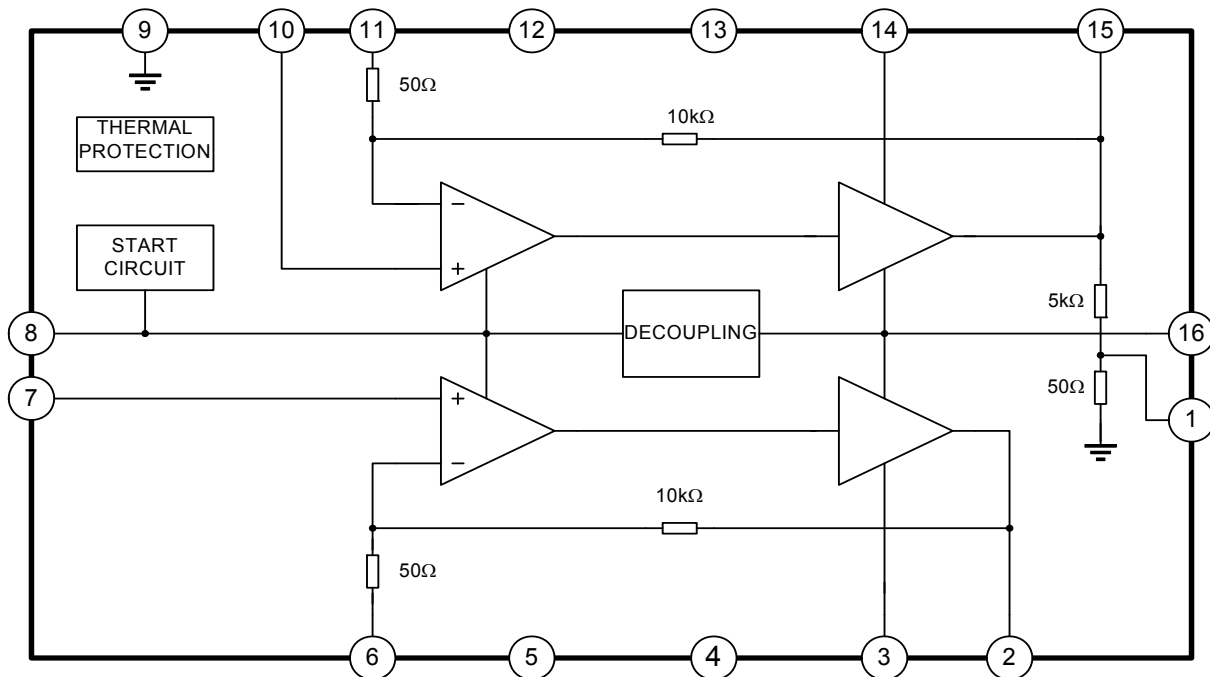 9 10 11 12 13 14 15
50Ω
10kΩ
THERMAL
PROTECTION
−
START
CIRCUIT
+
5kΩ
8
DECOUPLING
16
7
+
50Ω
1
−
10kΩ
50Ω
6 5 4 3 2